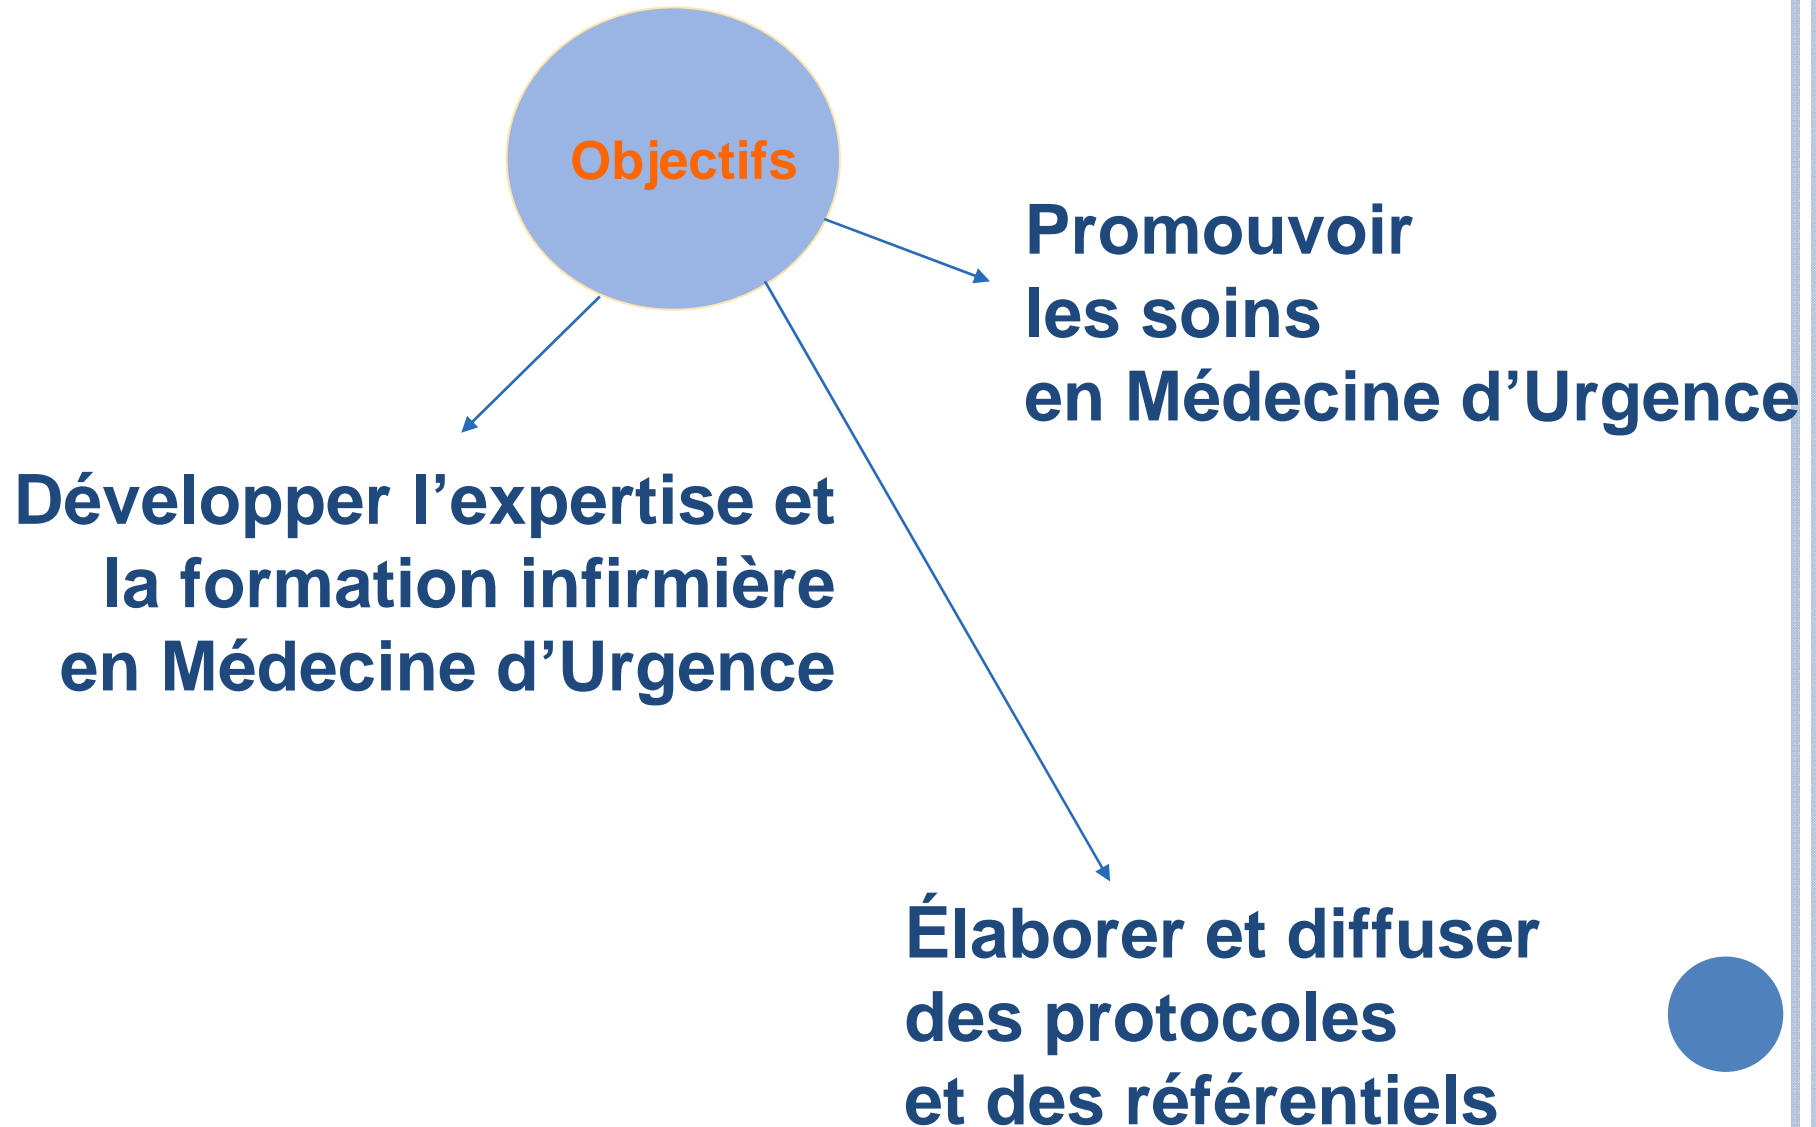 Objectifs
Promouvoir
les soins
en Médecine d’Urgence
Développer l’expertise et
la formation infirmière
en Médecine d’Urgence
Élaborer et diffuser
des protocoles
et des référentiels